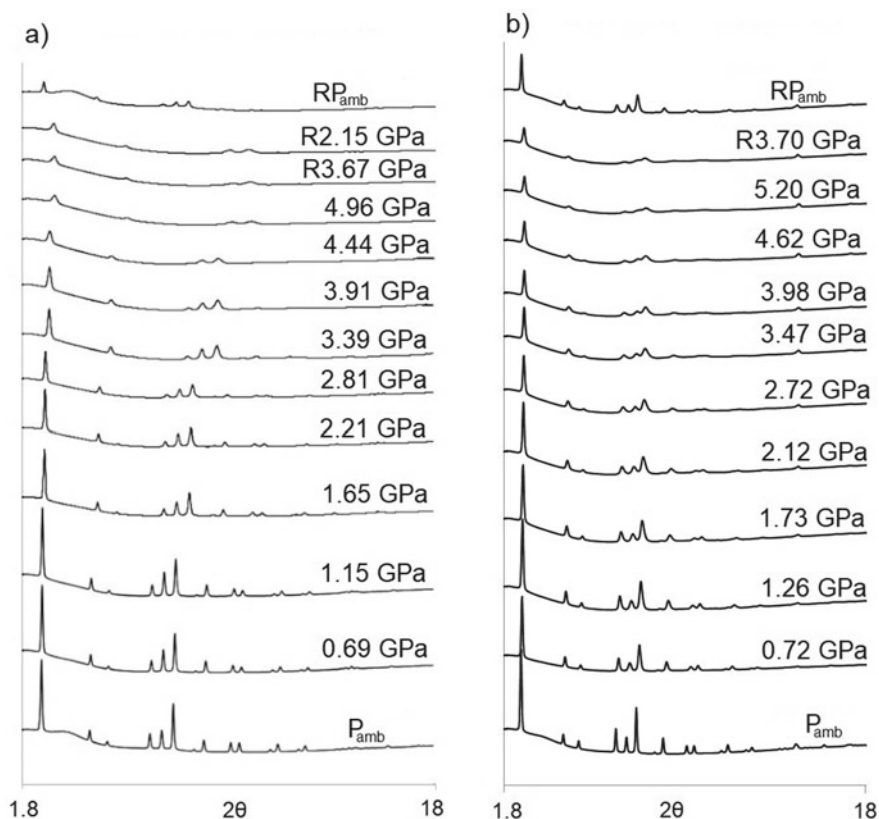 a)
RPamb
R2.15 GPa
R3.67 GPa
4.96 GPa
4.44 GPa
3.91 GPa
3.39 GPa
2.81 GPa
2.21 GPa
1.65 GPa
1.15 GPa
0.69 GPa
Pamb
1.8 2θ 18
b)
RPamb
R3.70 GPa
5.20 GPa
4.62 GPa
3.98 GPa
3.47 GPa
2.72 GPa
2.12 GPa
1.73 GPa
1.26 GPa
0.72 GPa
Pamb
1.8 2θ 18